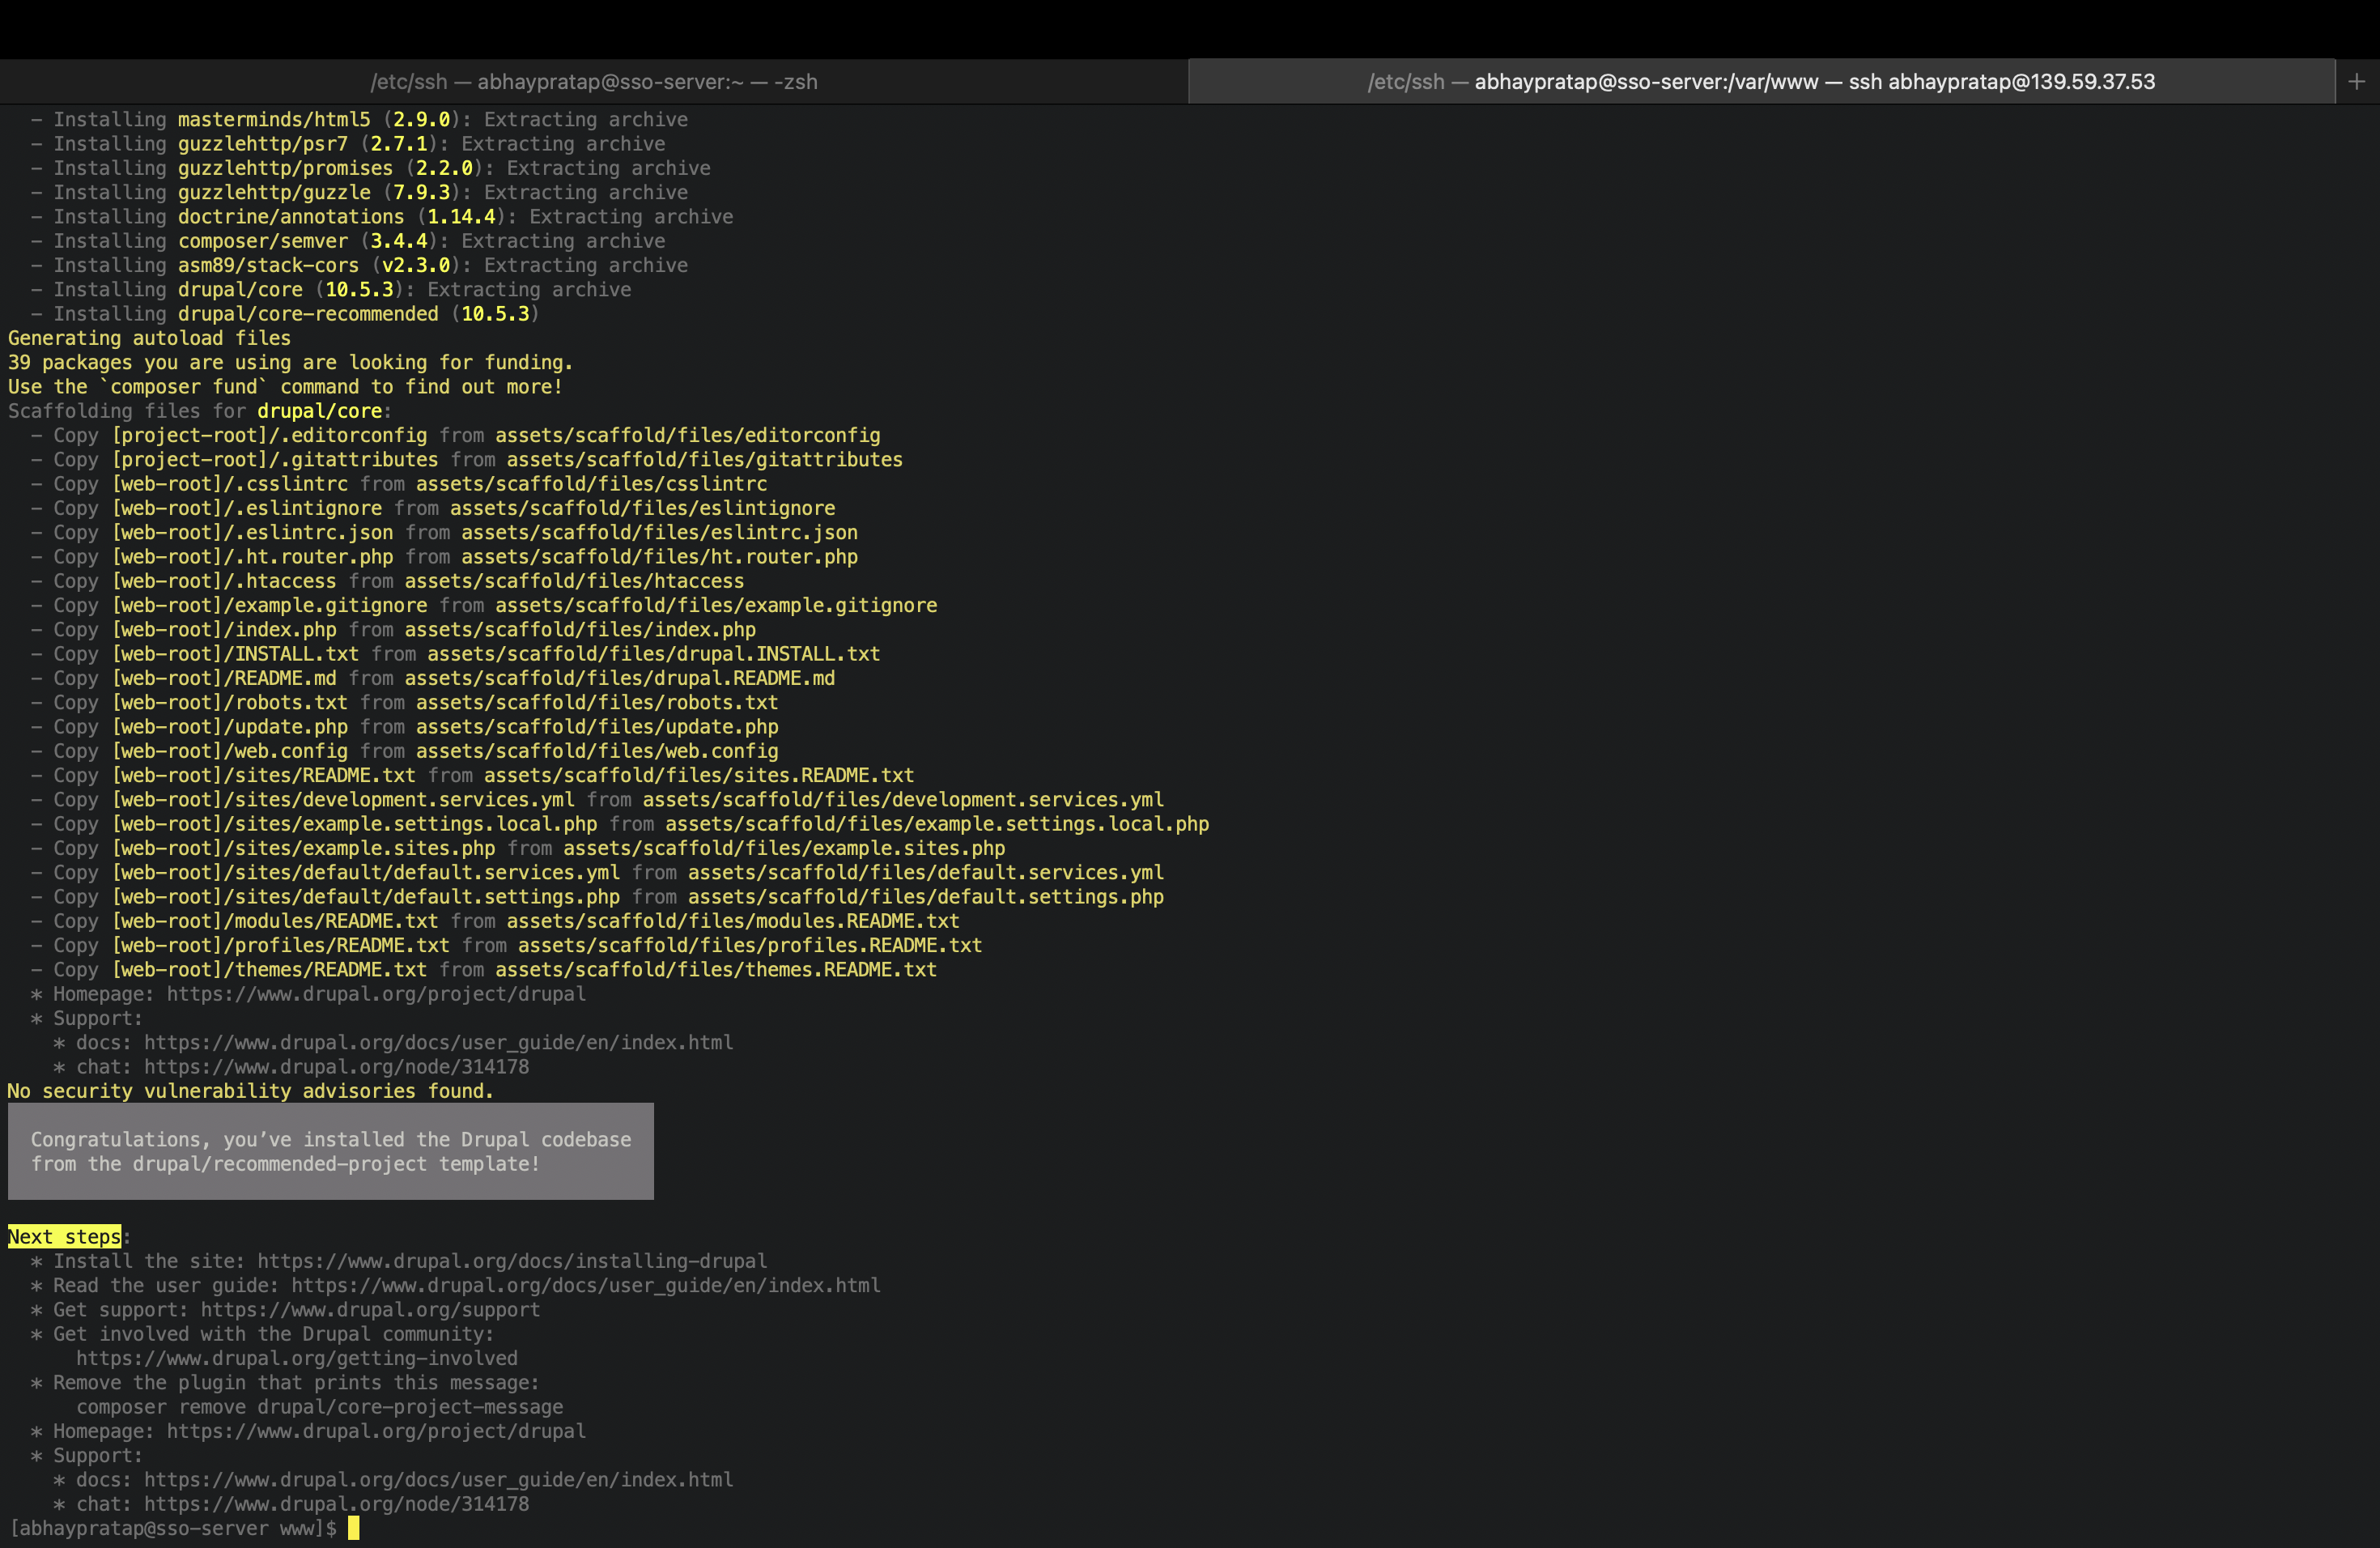 /etc/ssh — abhaypratap@sso-server:~ — -zsh
/etc/ssh — abhaypratap@sso-server:/var/www — ssh abhaypratap@139.59.37.53
+
  - Installing masterminds/html5 (2.9.0): Extracting archive
  - Installing guzzlehttp/psr7 (2.7.1): Extracting archive
  - Installing guzzlehttp/promises (2.2.0): Extracting archive
  - Installing guzzlehttp/guzzle (7.9.3): Extracting archive
  - Installing doctrine/annotations (1.14.4): Extracting archive
  - Installing composer/semver (3.4.4): Extracting archive
  - Installing asm89/stack-cors (v2.3.0): Extracting archive
  - Installing drupal/core (10.5.3): Extracting archive
  - Installing drupal/core-recommended (10.5.3)
Generating autoload files
39 packages you are using are looking for funding.
Use the `composer fund` command to find out more!
Scaffolding files for drupal/core:
  - Copy [project-root]/.editorconfig from assets/scaffold/files/editorconfig
  - Copy [project-root]/.gitattributes from assets/scaffold/files/gitattributes
  - Copy [web-root]/.csslintrc from assets/scaffold/files/csslintrc
  - Copy [web-root]/.eslintignore from assets/scaffold/files/eslintignore
  - Copy [web-root]/.eslintrc.json from assets/scaffold/files/eslintrc.json
  - Copy [web-root]/.ht.router.php from assets/scaffold/files/ht.router.php
  - Copy [web-root]/.htaccess from assets/scaffold/files/htaccess
  - Copy [web-root]/example.gitignore from assets/scaffold/files/example.gitignore
  - Copy [web-root]/index.php from assets/scaffold/files/index.php
  - Copy [web-root]/INSTALL.txt from assets/scaffold/files/drupal.INSTALL.txt
  - Copy [web-root]/README.md from assets/scaffold/files/drupal.README.md
  - Copy [web-root]/robots.txt from assets/scaffold/files/robots.txt
  - Copy [web-root]/update.php from assets/scaffold/files/update.php
  - Copy [web-root]/web.config from assets/scaffold/files/web.config
  - Copy [web-root]/sites/README.txt from assets/scaffold/files/sites.README.txt
  - Copy [web-root]/sites/development.services.yml from assets/scaffold/files/development.services.yml
  - Copy [web-root]/sites/example.settings.local.php from assets/scaffold/files/example.settings.local.php
  - Copy [web-root]/sites/example.sites.php from assets/scaffold/files/example.sites.php
  - Copy [web-root]/sites/default/default.services.yml from assets/scaffold/files/default.services.yml
  - Copy [web-root]/sites/default/default.settings.php from assets/scaffold/files/default.settings.php
  - Copy [web-root]/modules/README.txt from assets/scaffold/files/modules.README.txt
  - Copy [web-root]/profiles/README.txt from assets/scaffold/files/profiles.README.txt
  - Copy [web-root]/themes/README.txt from assets/scaffold/files/themes.README.txt
  * Homepage: https://www.drupal.org/project/drupal
  * Support:
    * docs: https://www.drupal.org/docs/user_guide/en/index.html
    * chat: https://www.drupal.org/node/314178
No security vulnerability advisories found.
  Congratulations, you’ve installed the Drupal codebase
  from the drupal/recommended-project template!
Next steps:
  * Install the site: https://www.drupal.org/docs/installing-drupal
  * Read the user guide: https://www.drupal.org/docs/user_guide/en/index.html
  * Get support: https://www.drupal.org/support
  * Get involved with the Drupal community:
      https://www.drupal.org/getting-involved
  * Remove the plugin that prints this message:
      composer remove drupal/core-project-message
  * Homepage: https://www.drupal.org/project/drupal
  * Support:
    * docs: https://www.drupal.org/docs/user_guide/en/index.html
    * chat: https://www.drupal.org/node/314178
[abhaypratap@sso-server www]$